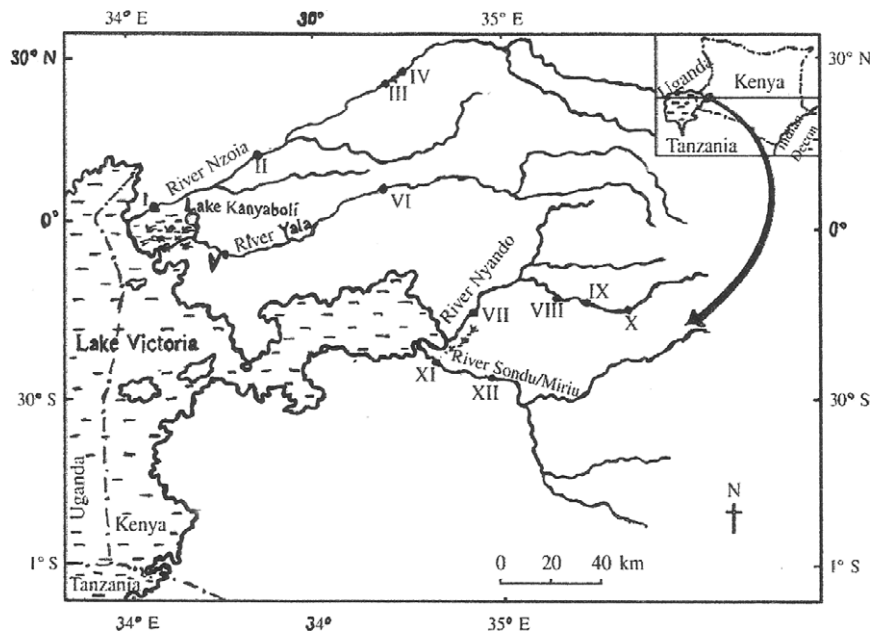 34° E 30° 35° E
30° N 30° N
Uganda
Kenya
Tanzania
Indian
Oceon
IV
III
River Nzoia
II
I
Lake Kanyaboli
VI
0° 0°
V
River Yala
River Nyando
IX
VIII
VII
X
Lake Victoria
River Sondu/Miriu
XI
XII
30° S 30° S
Uganda
N
Kenya
0 20 40 km
1° S 1° S
Tanzania
34° E 34° 35° E